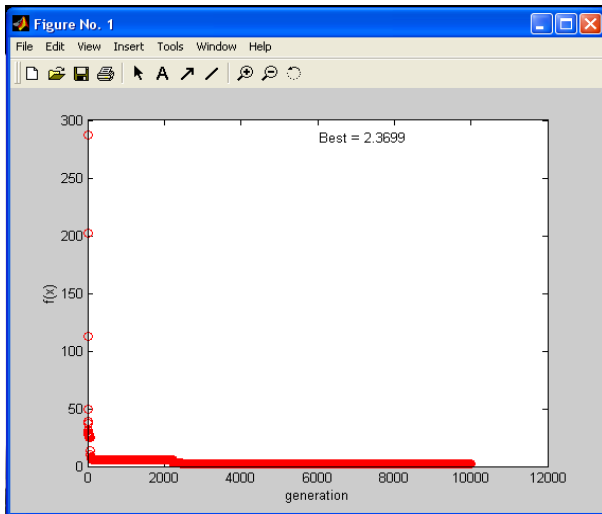 Figure No. 1
File Edit View Insert Tools Window Help
A
Best = 2.3699
300
250
200
150
100
50
0
f(x)
0 2000 4000 6000 8000 10000 12000
generation